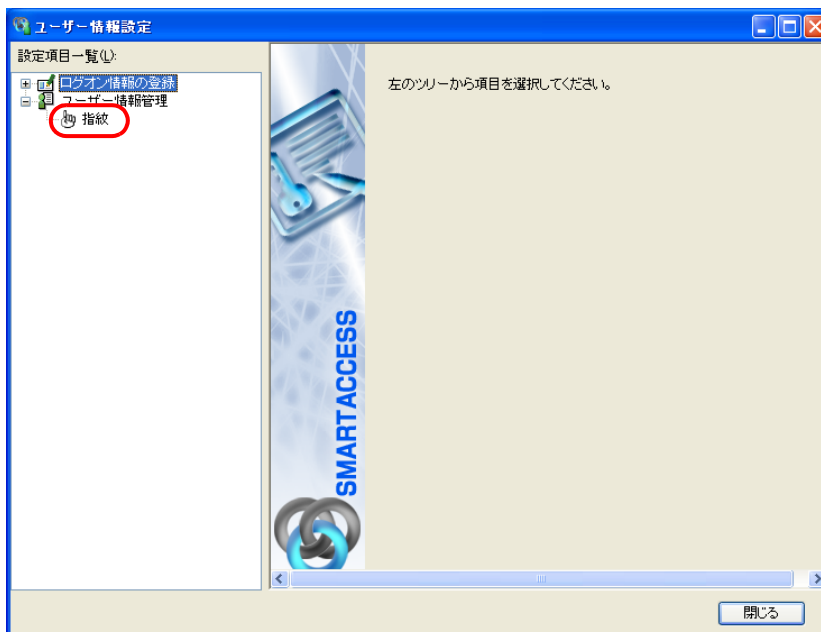 ユーザー情報設定
設定項目一覧(L):
ログオン情報の登録
ユーザー情報管理
指紋
左のツリーから項目を選択してください。
SMARTACCESS
閉じる